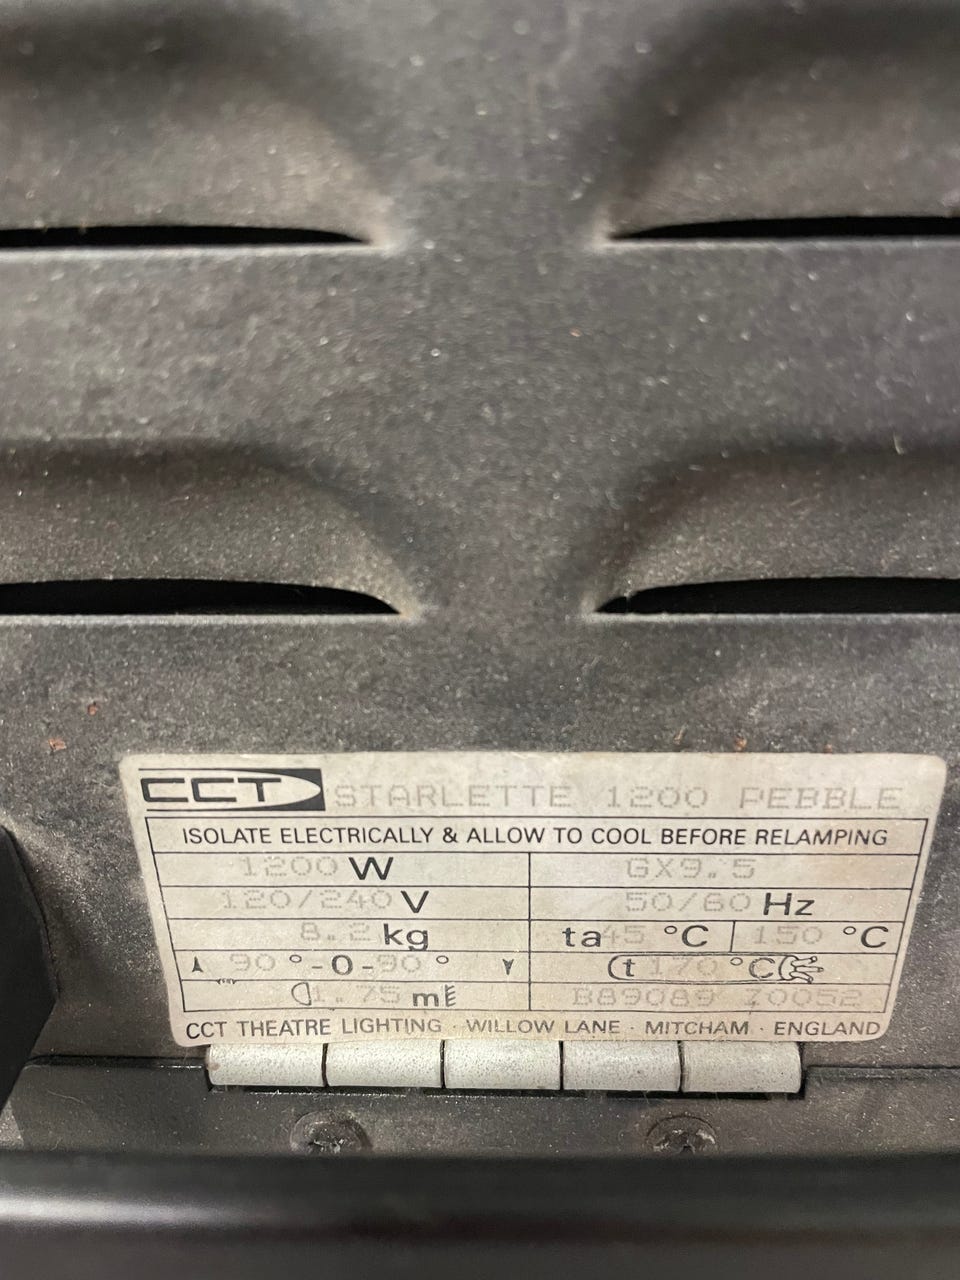 CCT STARLETTE 1200 PEBBLE
ISOLATE ELECTRICALLY & ALLOW TO COOL BEFORE RELAMPING
1200 W GX9.5
120/240 V 50/60 Hz
8.2 kg ta 45 °C 150 °C
90 ° - 0 - 90 ° t 170 °C
1.75 m B89089 Z0052
CCT THEATRE LIGHTING · WILLOW LANE · MITCHAM · ENGLAND